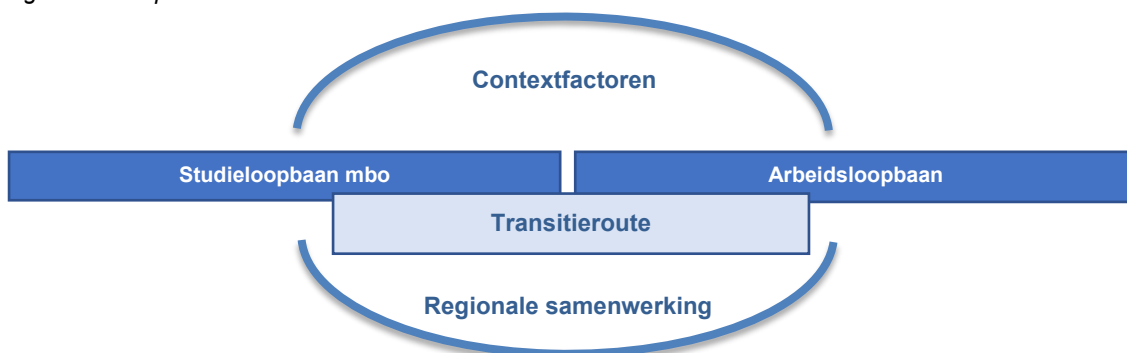 Contextfactoren
Studieloopbaan mbo
Arbeidsloopbaan
Transitieroute
Regionale samenwerking